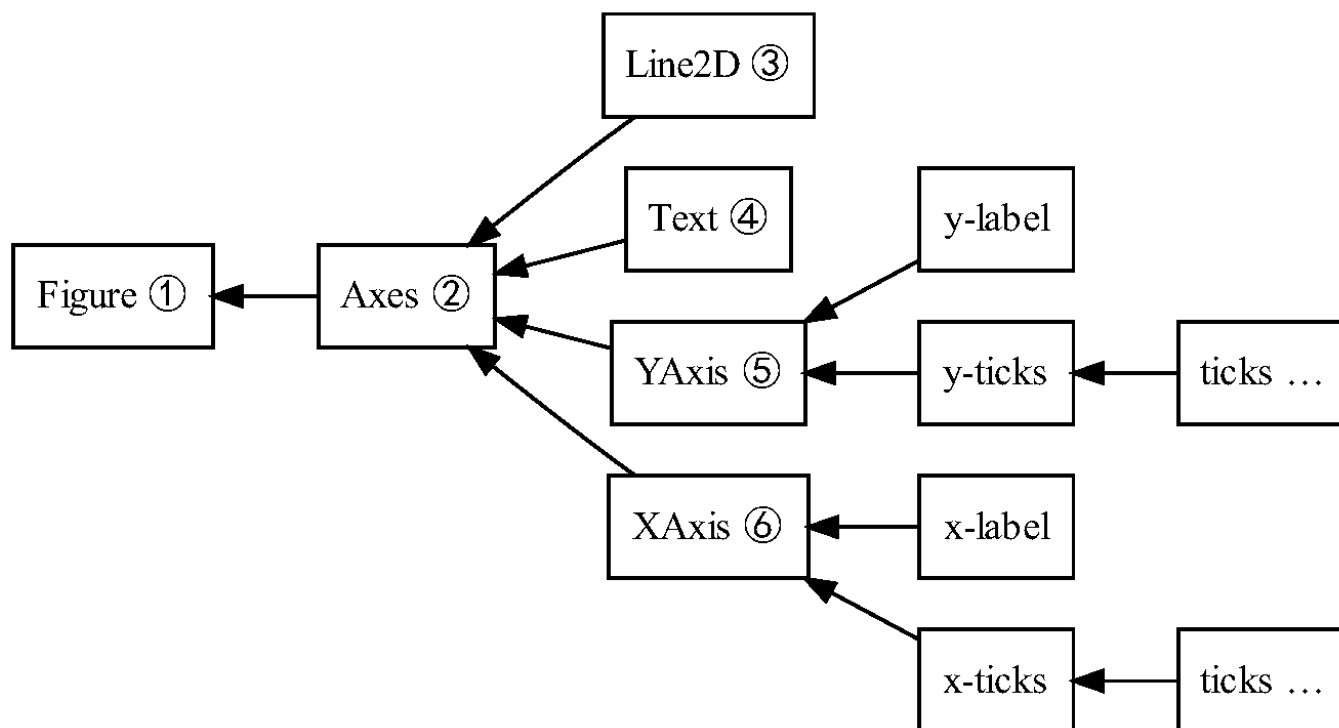 Line2D ③
Text ④
y-label
Figure ①
Axes ②
YAxis ⑤
y-ticks
ticks …
XAxis ⑥
x-label
x-ticks
ticks …